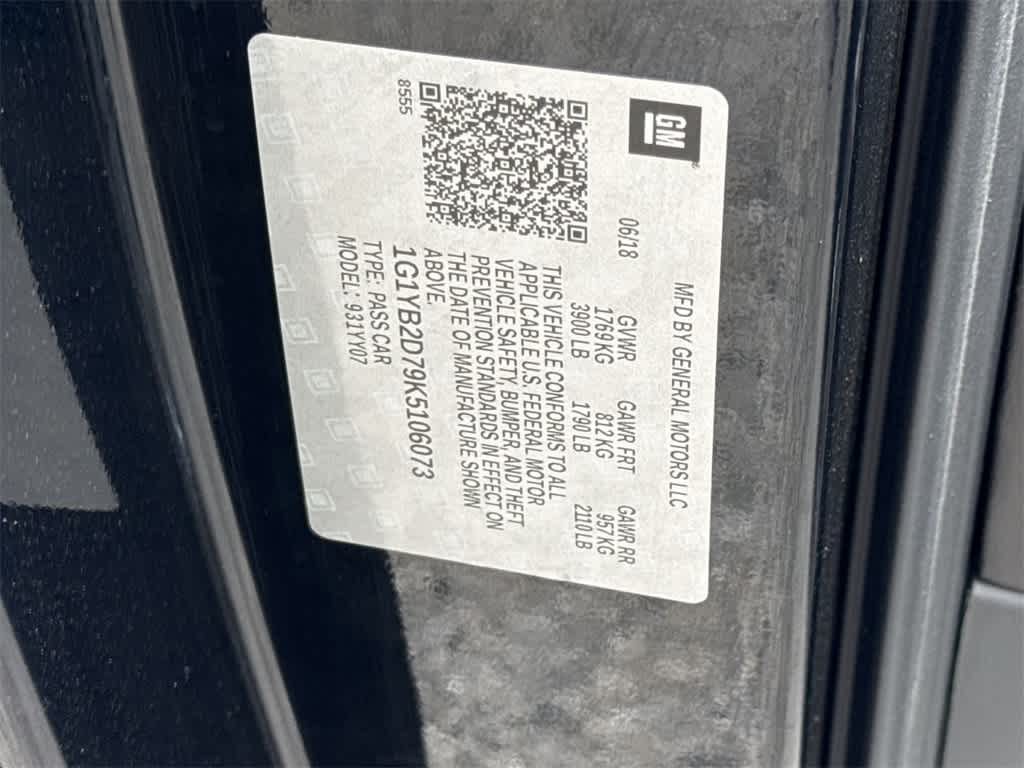 GM
MFD BY GENERAL MOTORS LLC
06/18 GVWR GAWR FRT GAWR RR
1769 KG 812 KG 957 KG
3900 LB 1790 LB 2110 LB
THIS VEHICLE CONFORMS TO ALL
APPLICABLE U.S. FEDERAL MOTOR
VEHICLE SAFETY, BUMPER, AND THEFT
PREVENTION STANDARDS IN EFFECT ON
THE DATE OF MANUFACTURE SHOWN
ABOVE.
8555
1G1YB2D79K5106073
TYPE: PASS CAR
MODEL: 931YY07